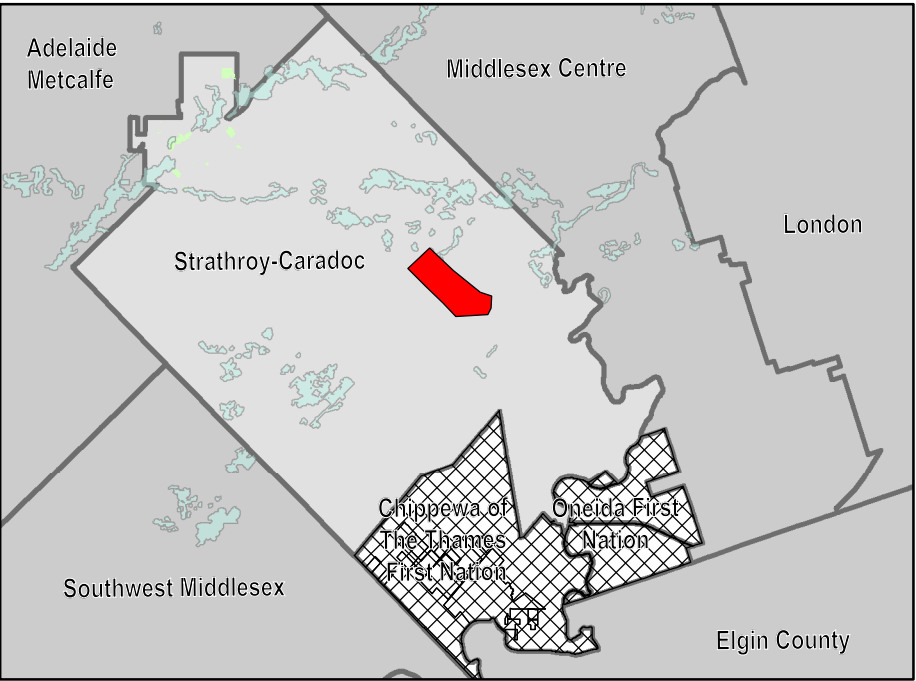 Adelaide
Metcalfe
Middlesex Centre
London
Strathroy-Caradoc
Chippewa of
The Thames
First Nation
Oneida First
Nation
Southwest Middlesex
Elgin County